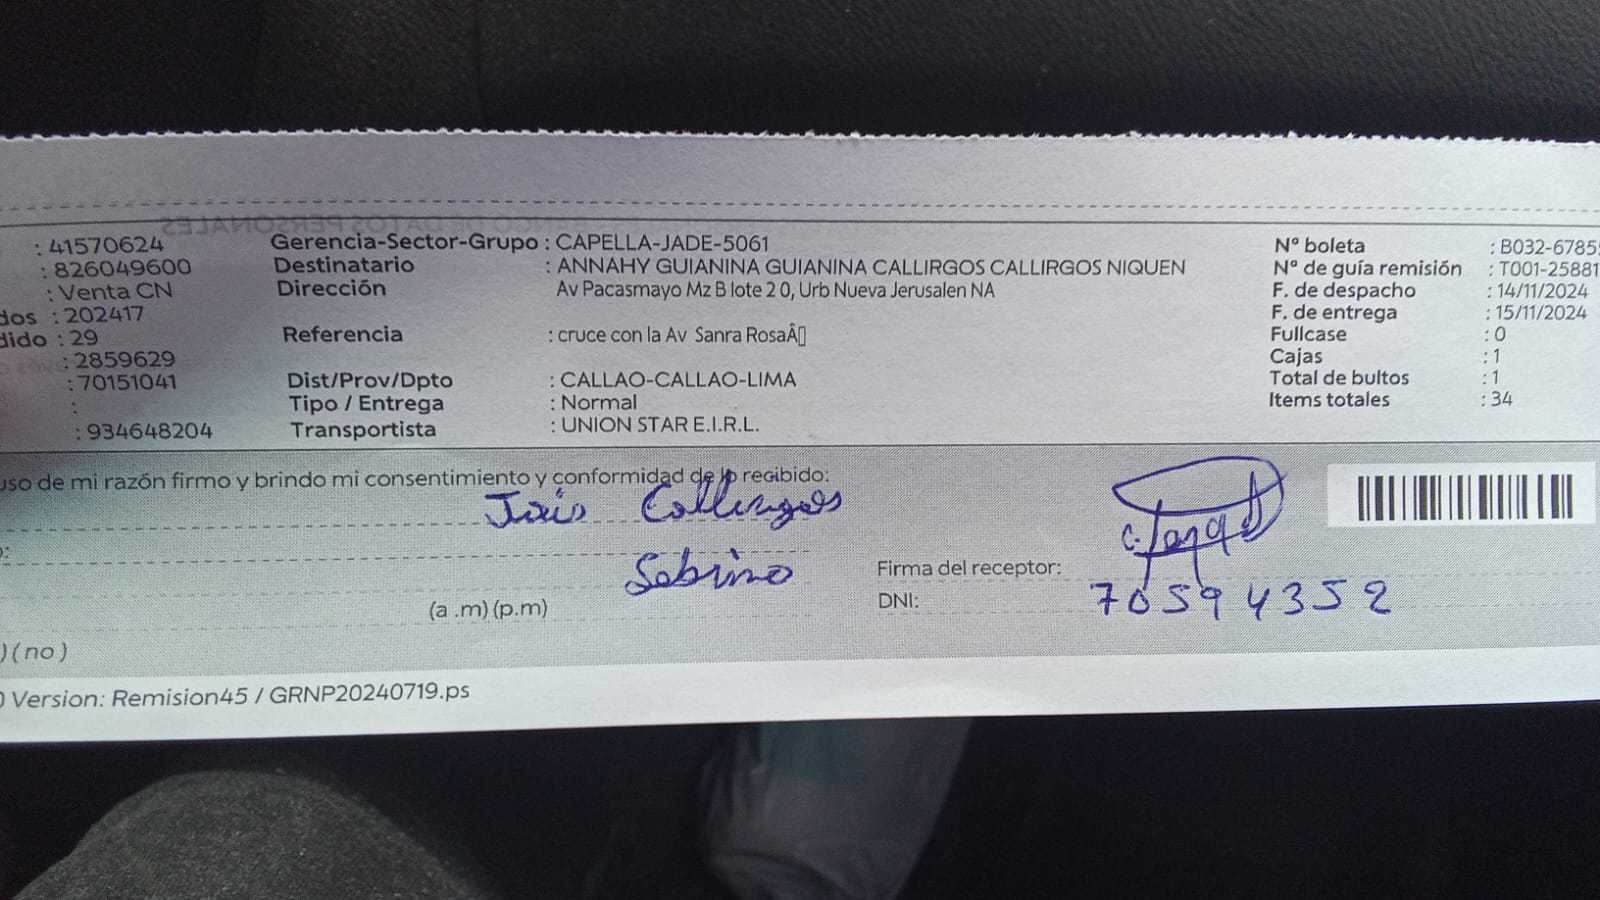 : 41570624 Gerencia-Sector-Grupo : CAPELLA-JADE-5061 N° boleta : B032-6785
: 826049600 Destinatario : ANNAHY GUIANINA GUIANINA CALLIRGOS CALLIRGOS NIQUEN N° de guía remisión : T001-25881
: Venta CN Dirección Av Pacasmayo Mz B lote 2 0, Urb Nueva Jerusalen NA F. de despacho : 14/11/2024
dos : 202417 F. de entrega : 15/11/2024
dido : 29 Referencia : cruce con la Av Sanra RosaÂ▯ Fullcase : 0
: 2859629 Cajas : 1
: 70151041 Dist/Prov/Dpto : CALLAO-CALLAO-LIMA Total de bultos : 1
: Tipo / Entrega : Normal Items totales : 34
: 934648204 Transportista : UNION STAR E.I.R.L.
uso de mi razón firmo y brindo mi consentimiento y conformidad de lo recibido:
Callirgos
Sobrino
Firma del receptor:
(a .m) (p.m) DNI: 70594352
) ( no )
) Version: Remision45 / GRNP20240719.ps